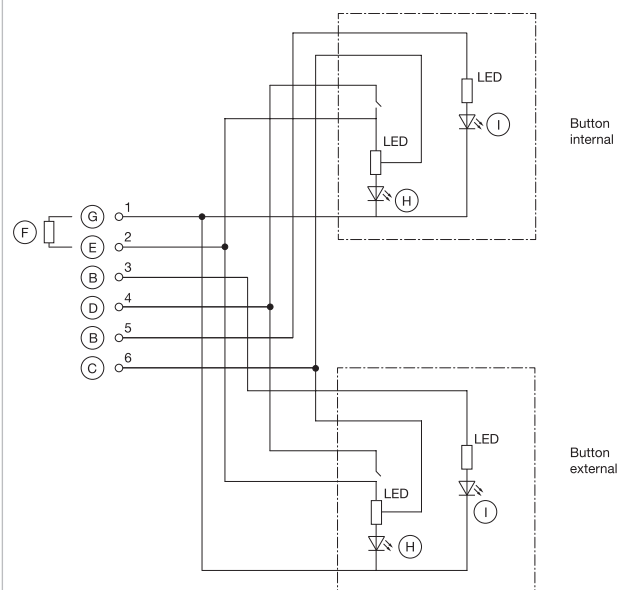 LED
I
Button
internal
LED
H
G 1
F
E 2
B 3
D 4
B 5
C 6
LED
I
Button
external
LED
H